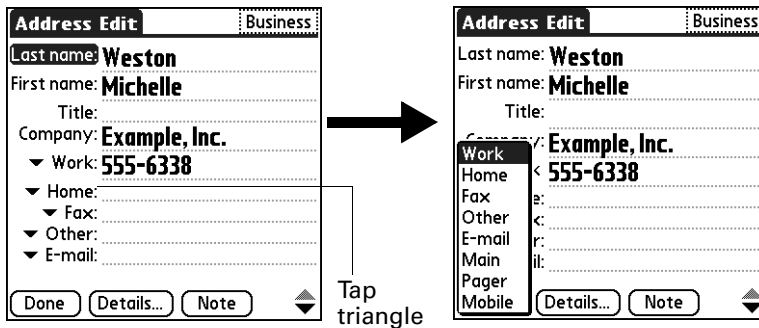 Address Edit Business
Last name: Weston
First name: Michelle
Title:
Company: Example, Inc.
Work: 555-6338
Home:
Fax:
Other:
E-mail:
Done Details... Note
Tap
triangle
Address Edit Business
Last name: Weston
First name: Michelle
Title:
Example, Inc.
Work 555-6338
Home
Fax
Other
E-mail
Main
Pager
Mobile Details... Note